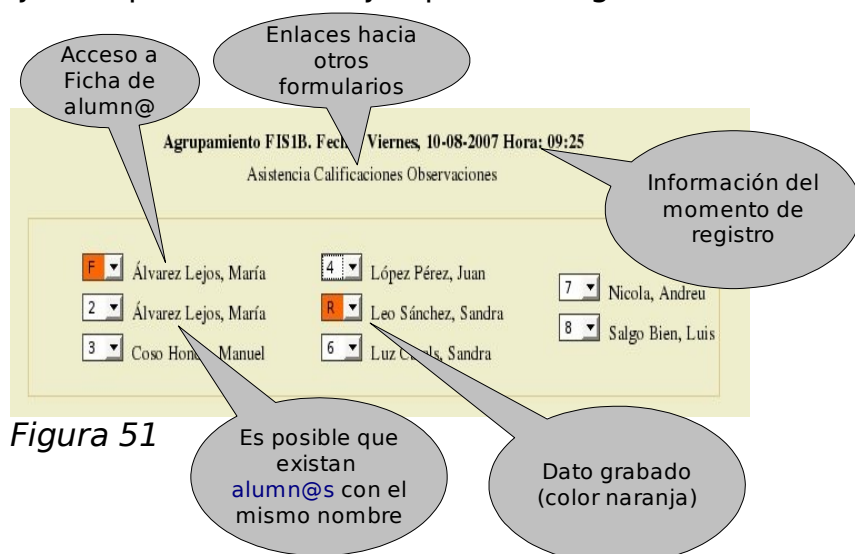 Acceso a
Ficha de
alumn@
Enlaces hacia
otros
formularios
Agrupamiento FIS1B. Viernes, 10-08-2007 Hora: 09:25
Asistencia Calificaciones Observaciones
Información del
momento de
registro
F Álvarez Lejos, María
2 Álvarez Lejos, María
3 Coso Manuel
4 López Pérez, Juan
R Leo Sánchez, Sandra
6 Luz Sandra
7 Nicola, Andreu
8 Salgo Bien, Luis
Figura 51
Es posible que
existan
alumn@s con el
mismo nombre
Dato grabado
(color naranja)